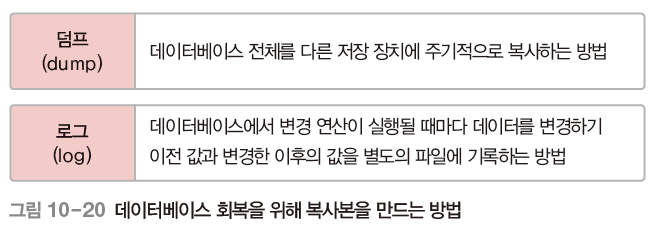 덤프
(dump)
데이터베이스 전체를 다른 저장 장치에 주기적으로 복사하는 방법
로그
(log)
데이터베이스에서 변경 연산이 실행될 때마다 데이터를 변경하기
이전 값과 변경한 이후의 값을 별도의 파일에 기록하는 방법
그림 10-20 데이터베이스 회복을 위해 복사본을 만드는 방법